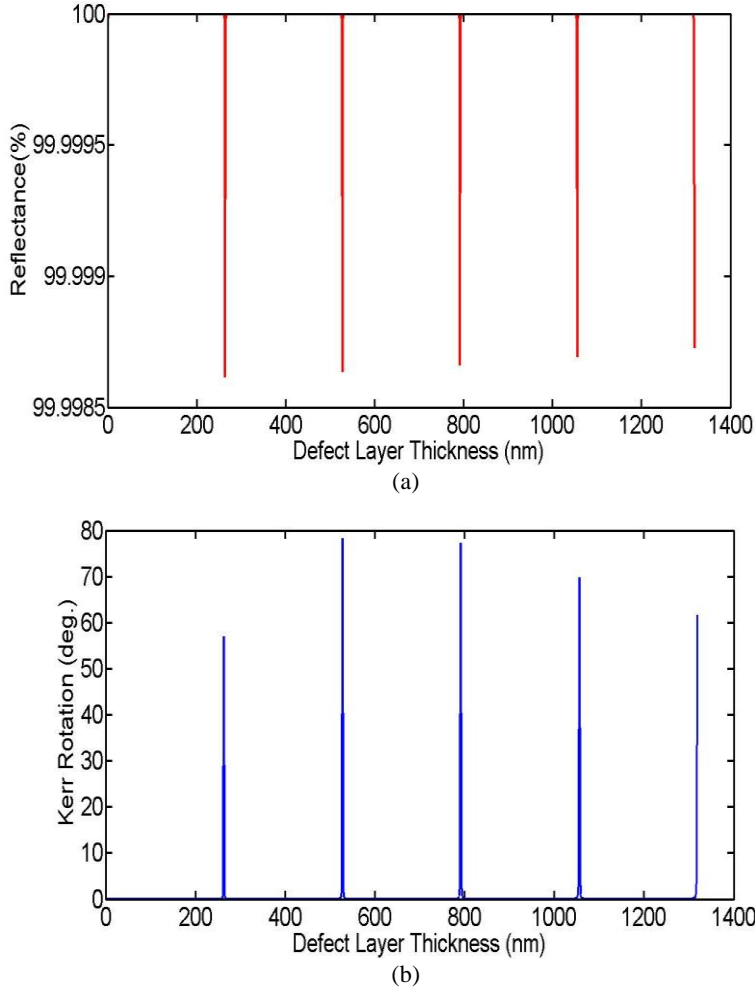 100
99.9995
99.999
99.9985
Reflectance(%)
0 200 400 600 800 1000 1200 1400
Defect Layer Thickness (nm)
(a)
80
70
60
50
40
30
20
10
0
Kerr Rotation (deg.)
0 200 400 600 800 1000 1200 1400
Defect Layer Thickness (nm)
(b)